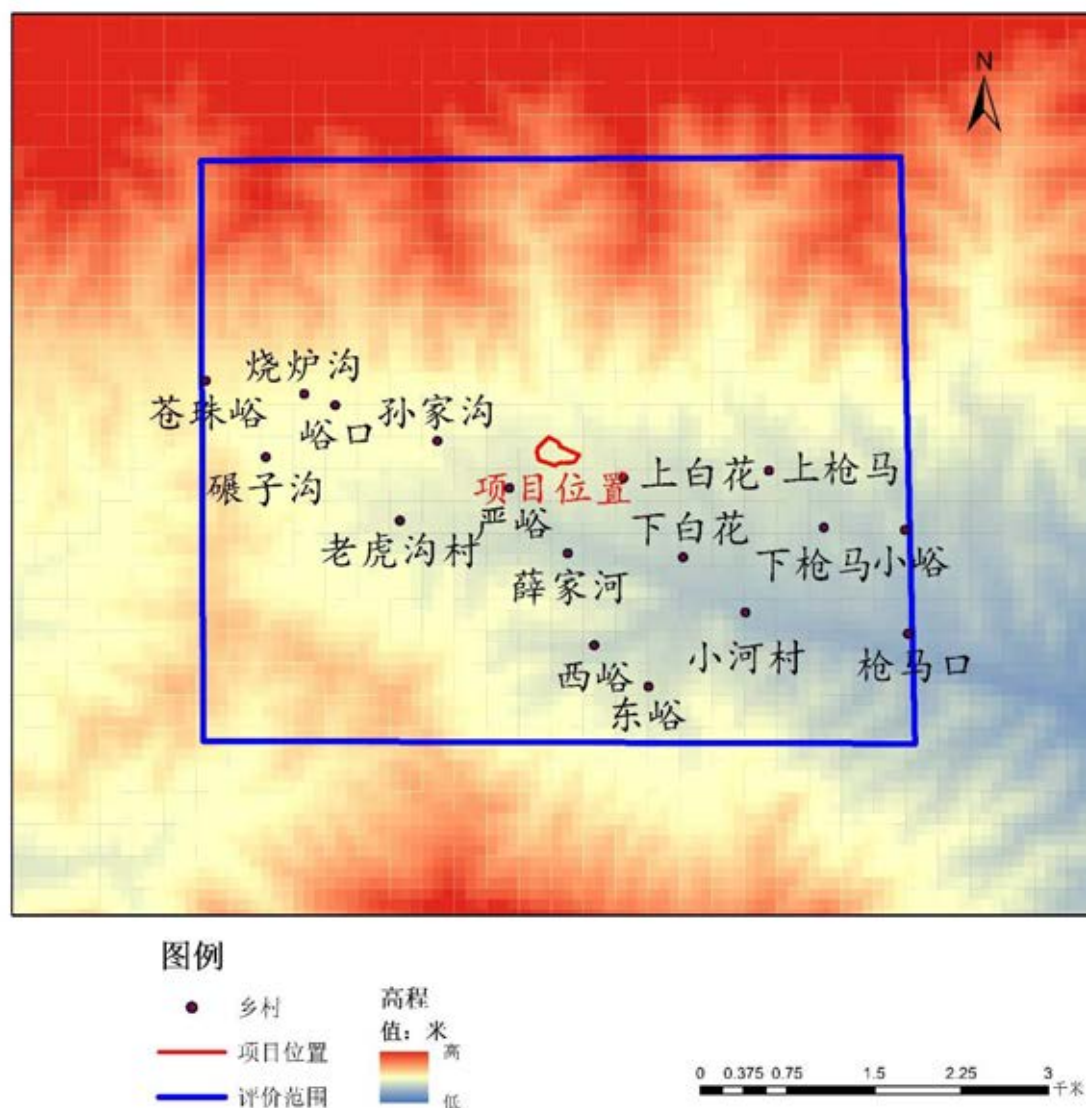 N
烧炉沟
苍珠峪
峪口
孙家沟
碾子沟
项目位置
上白花
上枪马
严峪
老虎沟村
下白花
下枪马
小峪
薛家河
小河村
枪马口
西峪
东峪
图例
乡村
项目位置
评价范围
高程
值：米
高
低
0 0.375 0.75 1.5 2.25 3
千米